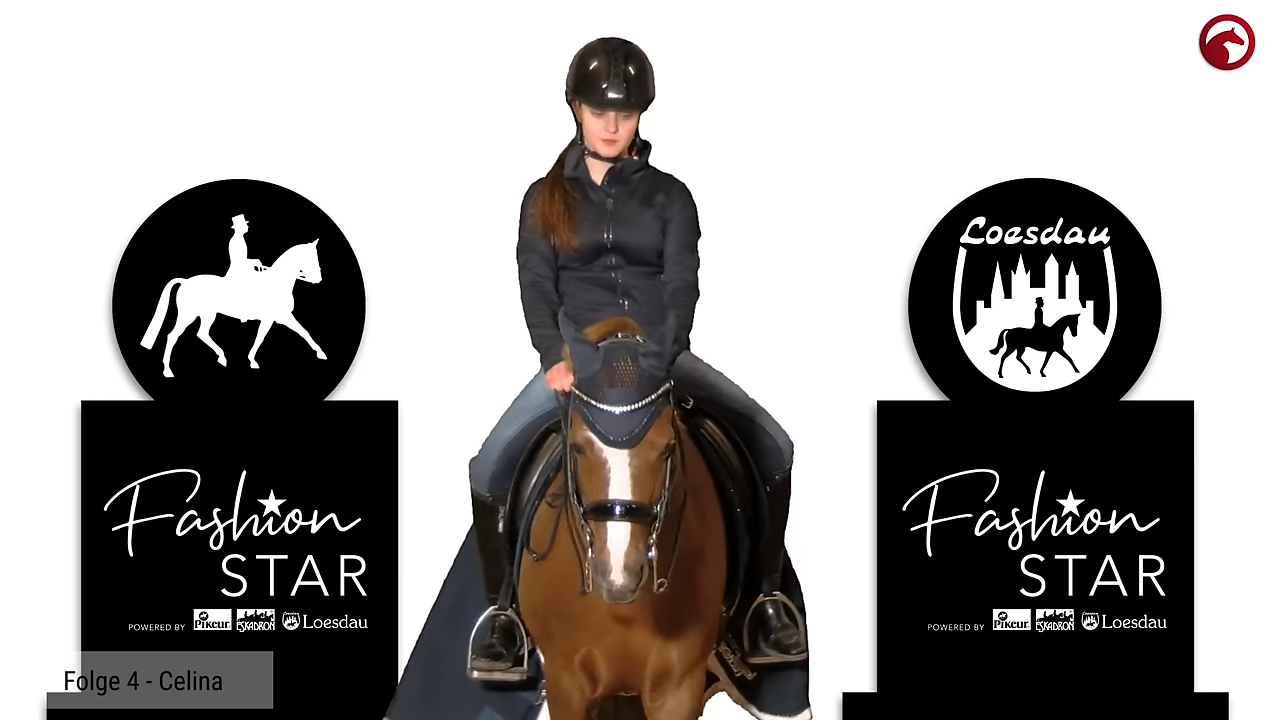 Fashion
STAR
POWERED BY Pikeur ESKADRON Loesdau
Folge 4 - Celina
Loesdau
Fashion
STAR
POWERED BY Pikeur ESKADRON Loesdau